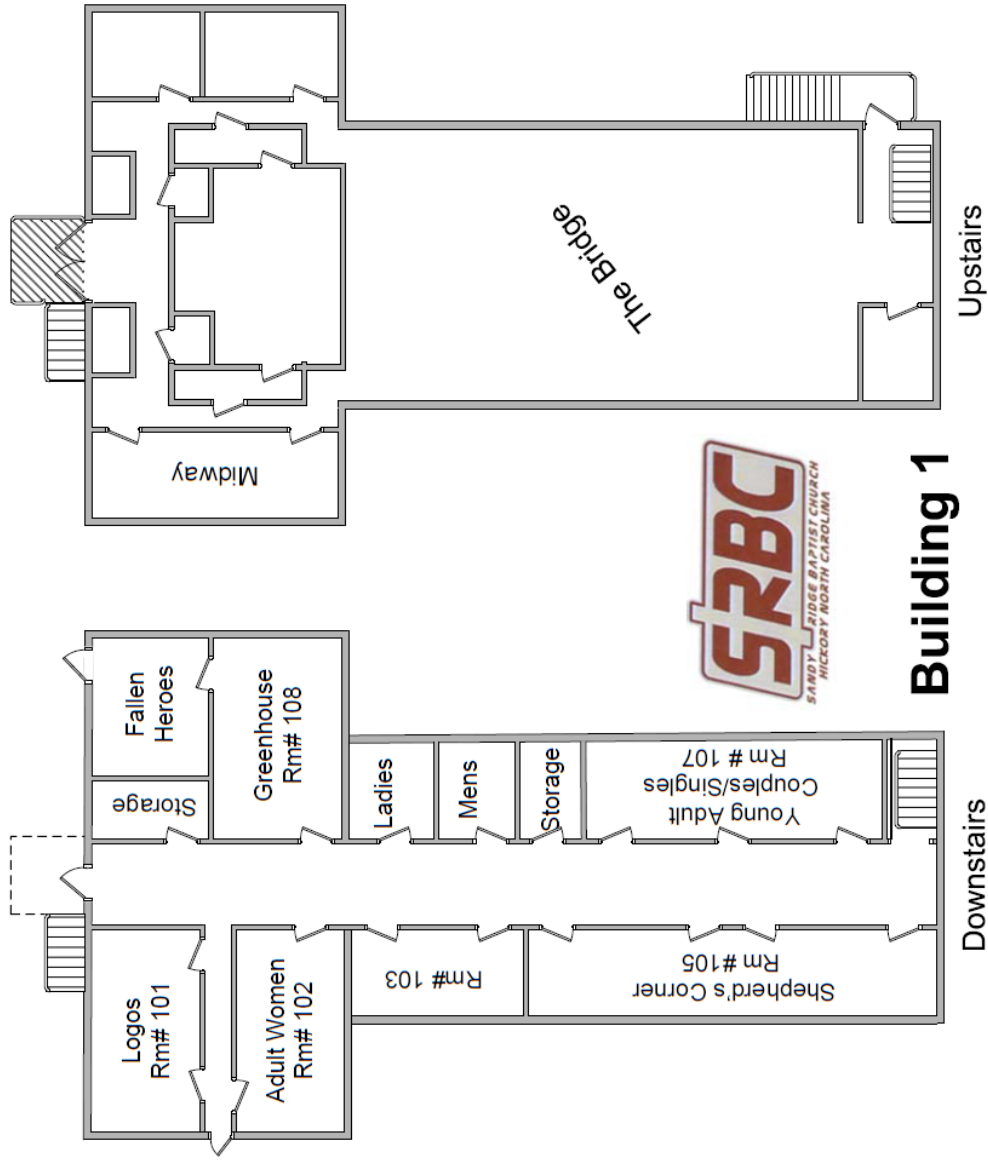 Midway
The Bridge
Upstairs
SRBC
SANDY RIDGE BAPTIST CHURCH
HICKORY NORTH CAROLINA
Building 1
Fallen
Heroes
Storage
Greenhouse
Rm# 108
Ladies
Mens
Storage
Young Adult
Couples/Singles
Rm # 107
Logos
Rm# 101
Adult Women
Rm# 102
Rm# 103
Shepherd's Corner
Rm #105
Downstairs